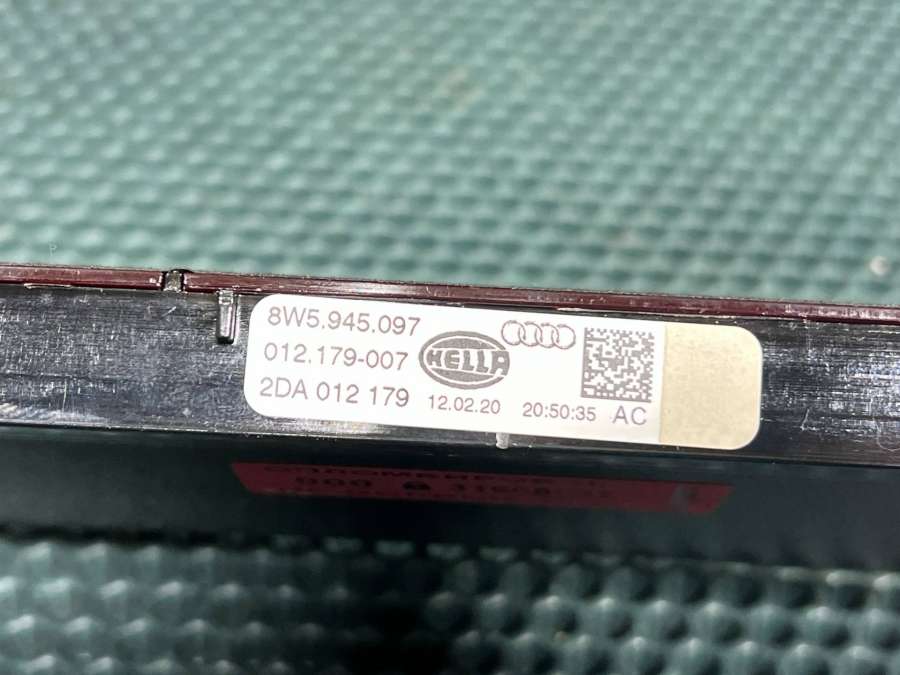 8W5.945.097
012.179-007
HELLA
2DA 012 179
12.02.20
20:50:35
AC